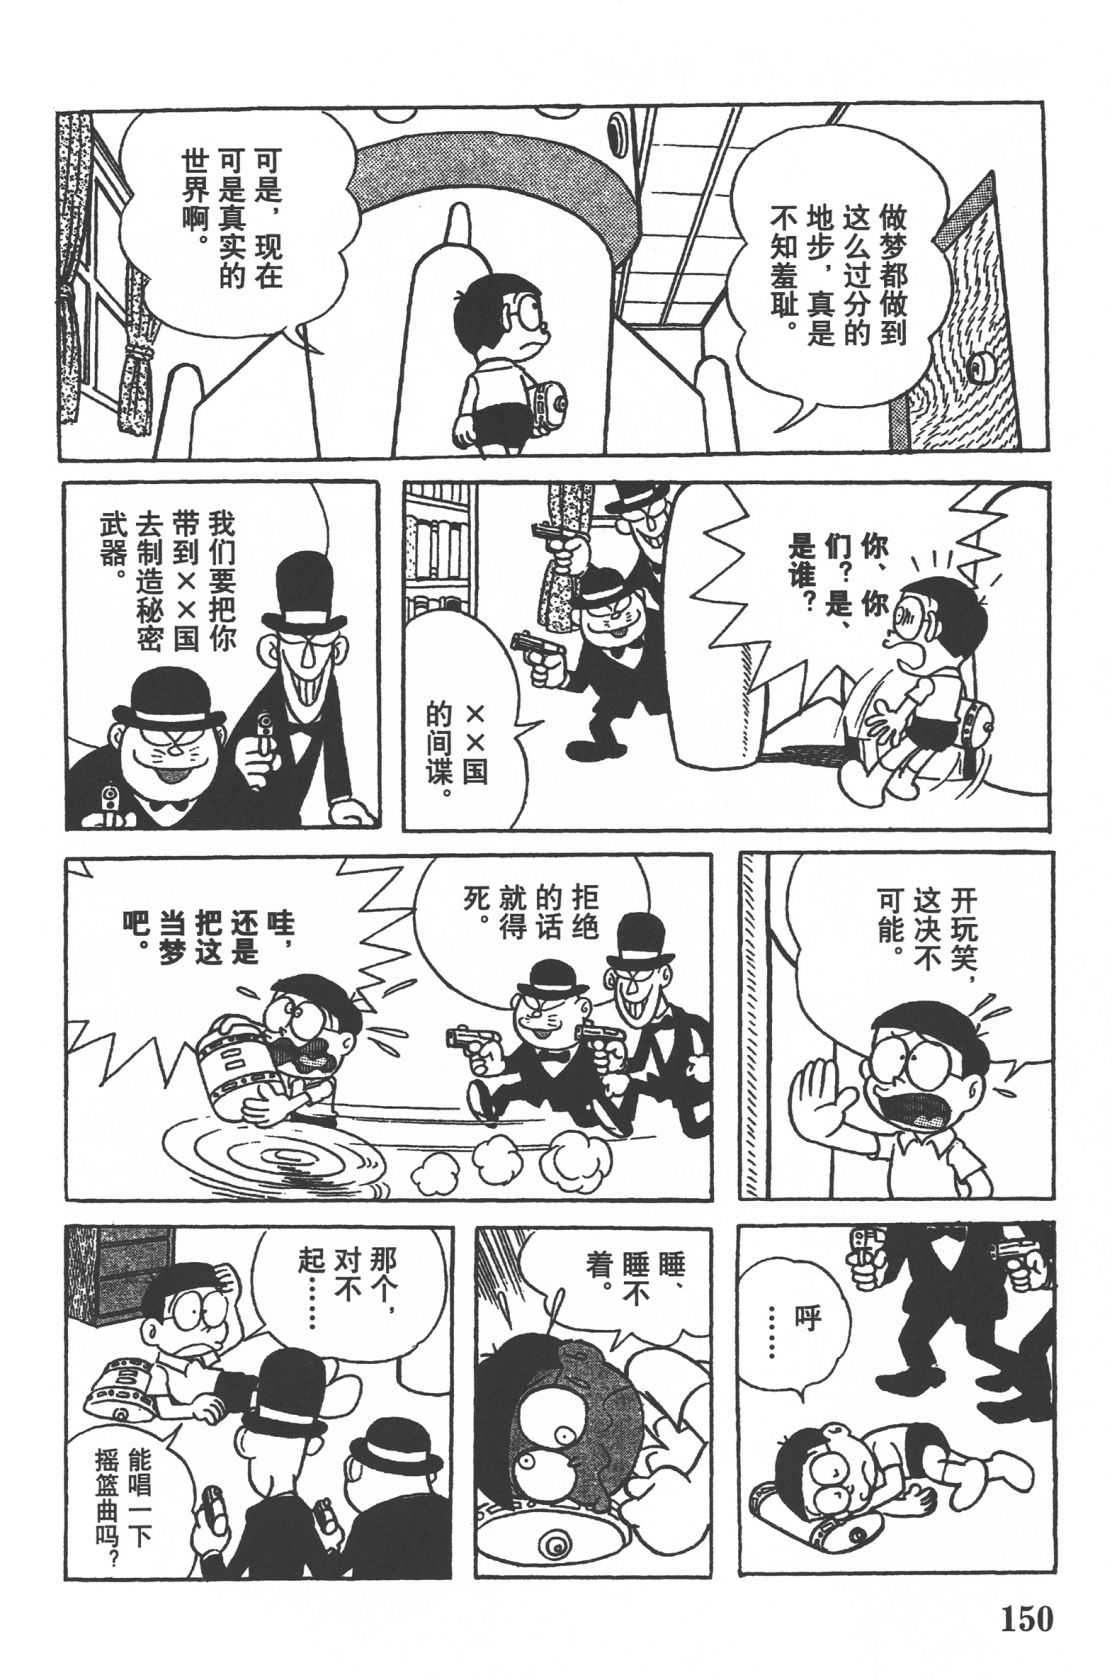 做梦都做到
这么过分的
地步，真是
不知羞耻。
可是，现在
可是真实的
世界啊。
你、你
们？是、
是谁？
××国
的间谍。
我们要把你
带到××国
去制造秘密
武器。
开玩笑，
这决不
可能。
拒绝
的话
就得
死。
哇，
还是
把这
当梦
吧。
呼
……
睡、
睡不
着。
那个，
对不
起……
能唱一下
摇篮曲吗？
150